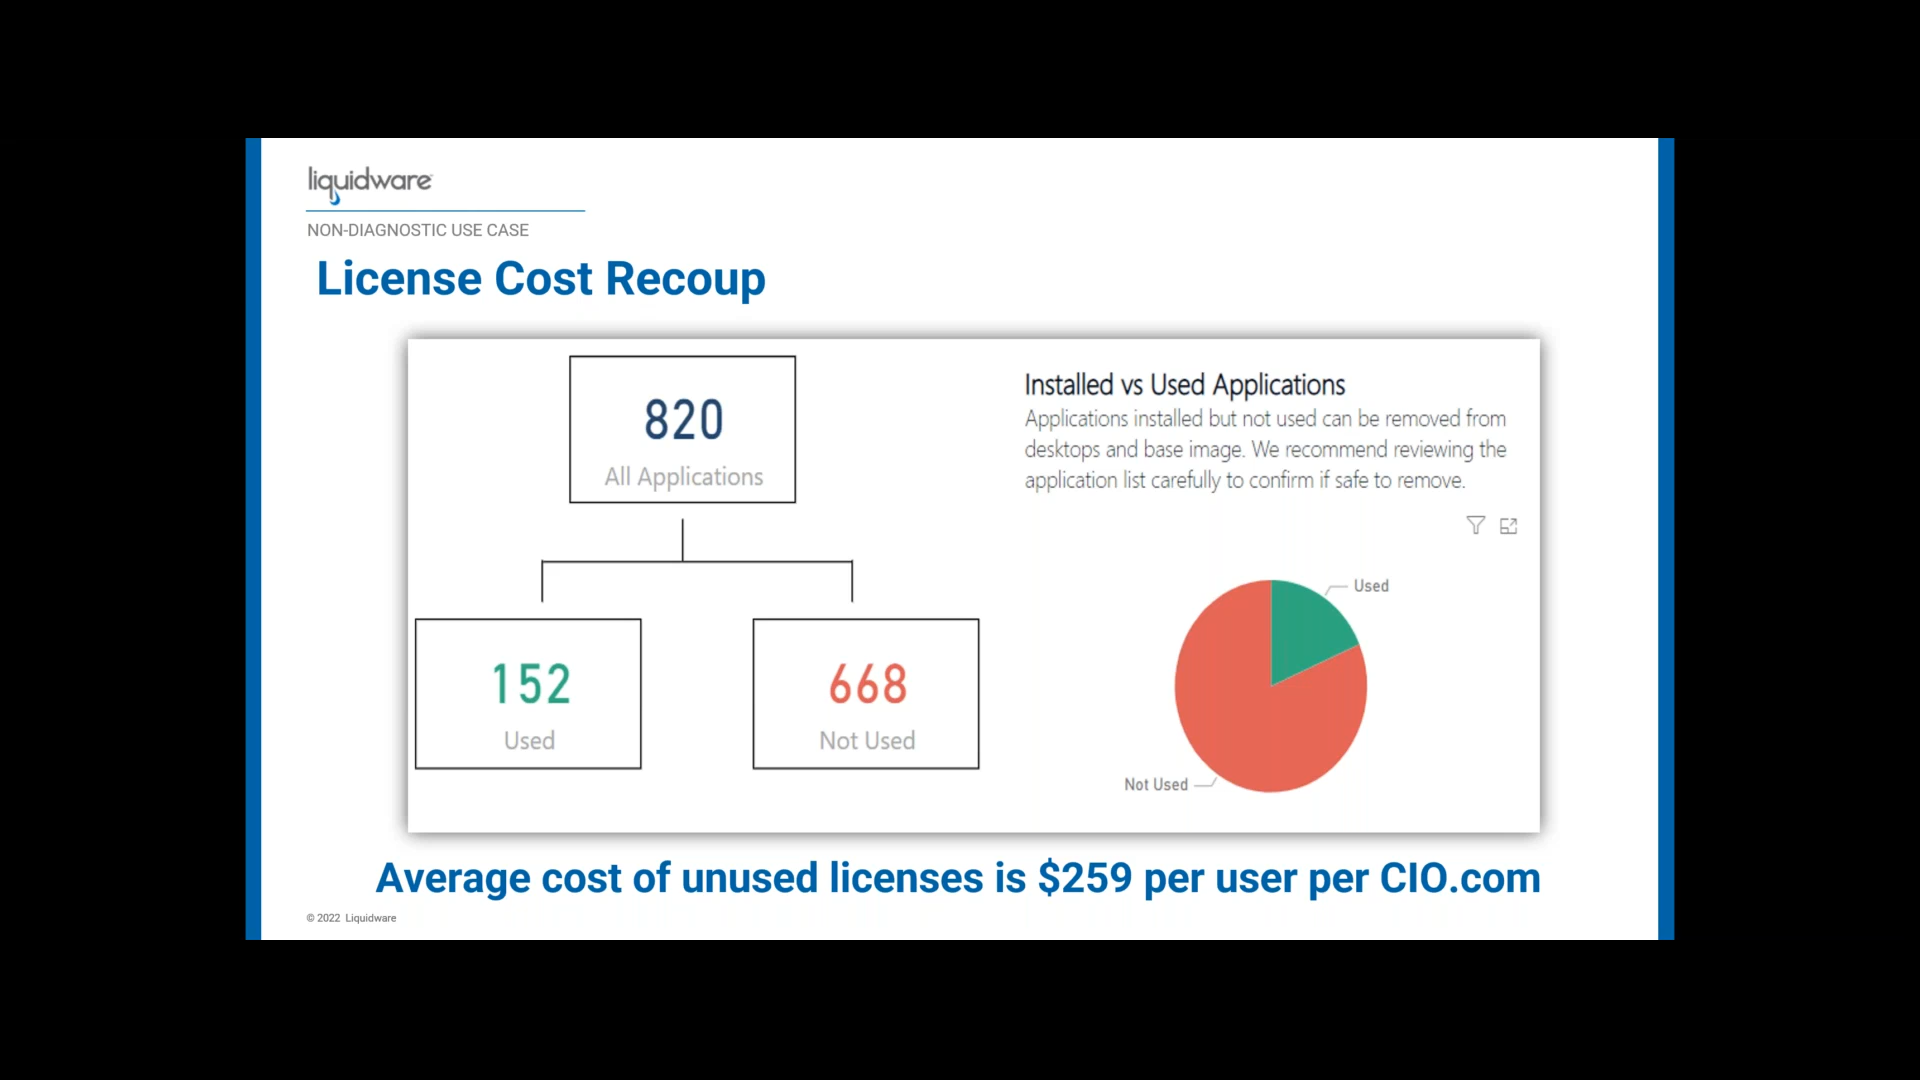 liquidware
NON-DIAGNOSTIC USE CASE
License Cost Recoup
820
All Applications
152
Used
668
Not Used
Installed vs Used Applications
Applications installed but not used can be removed from
desktops and base image. We recommend reviewing the
application list carefully to confirm if safe to remove.
Used
Not Used
Average cost of unused licenses is $259 per user per CIO.com
© 2022 Liquidware